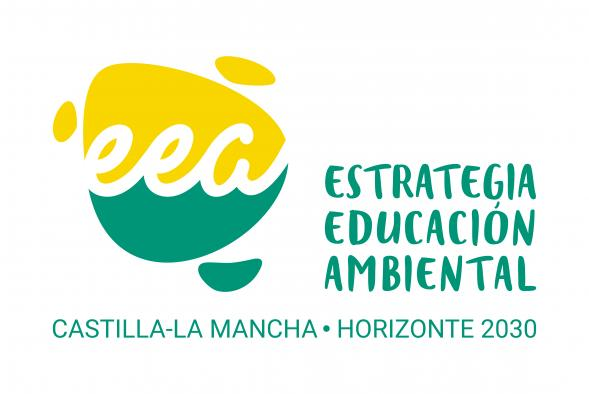 eea
ESTRATEGIA
EDUCACIÓN
AMBIENTAL
CASTILLA-LA MANCHA • HORIZONTE 2030